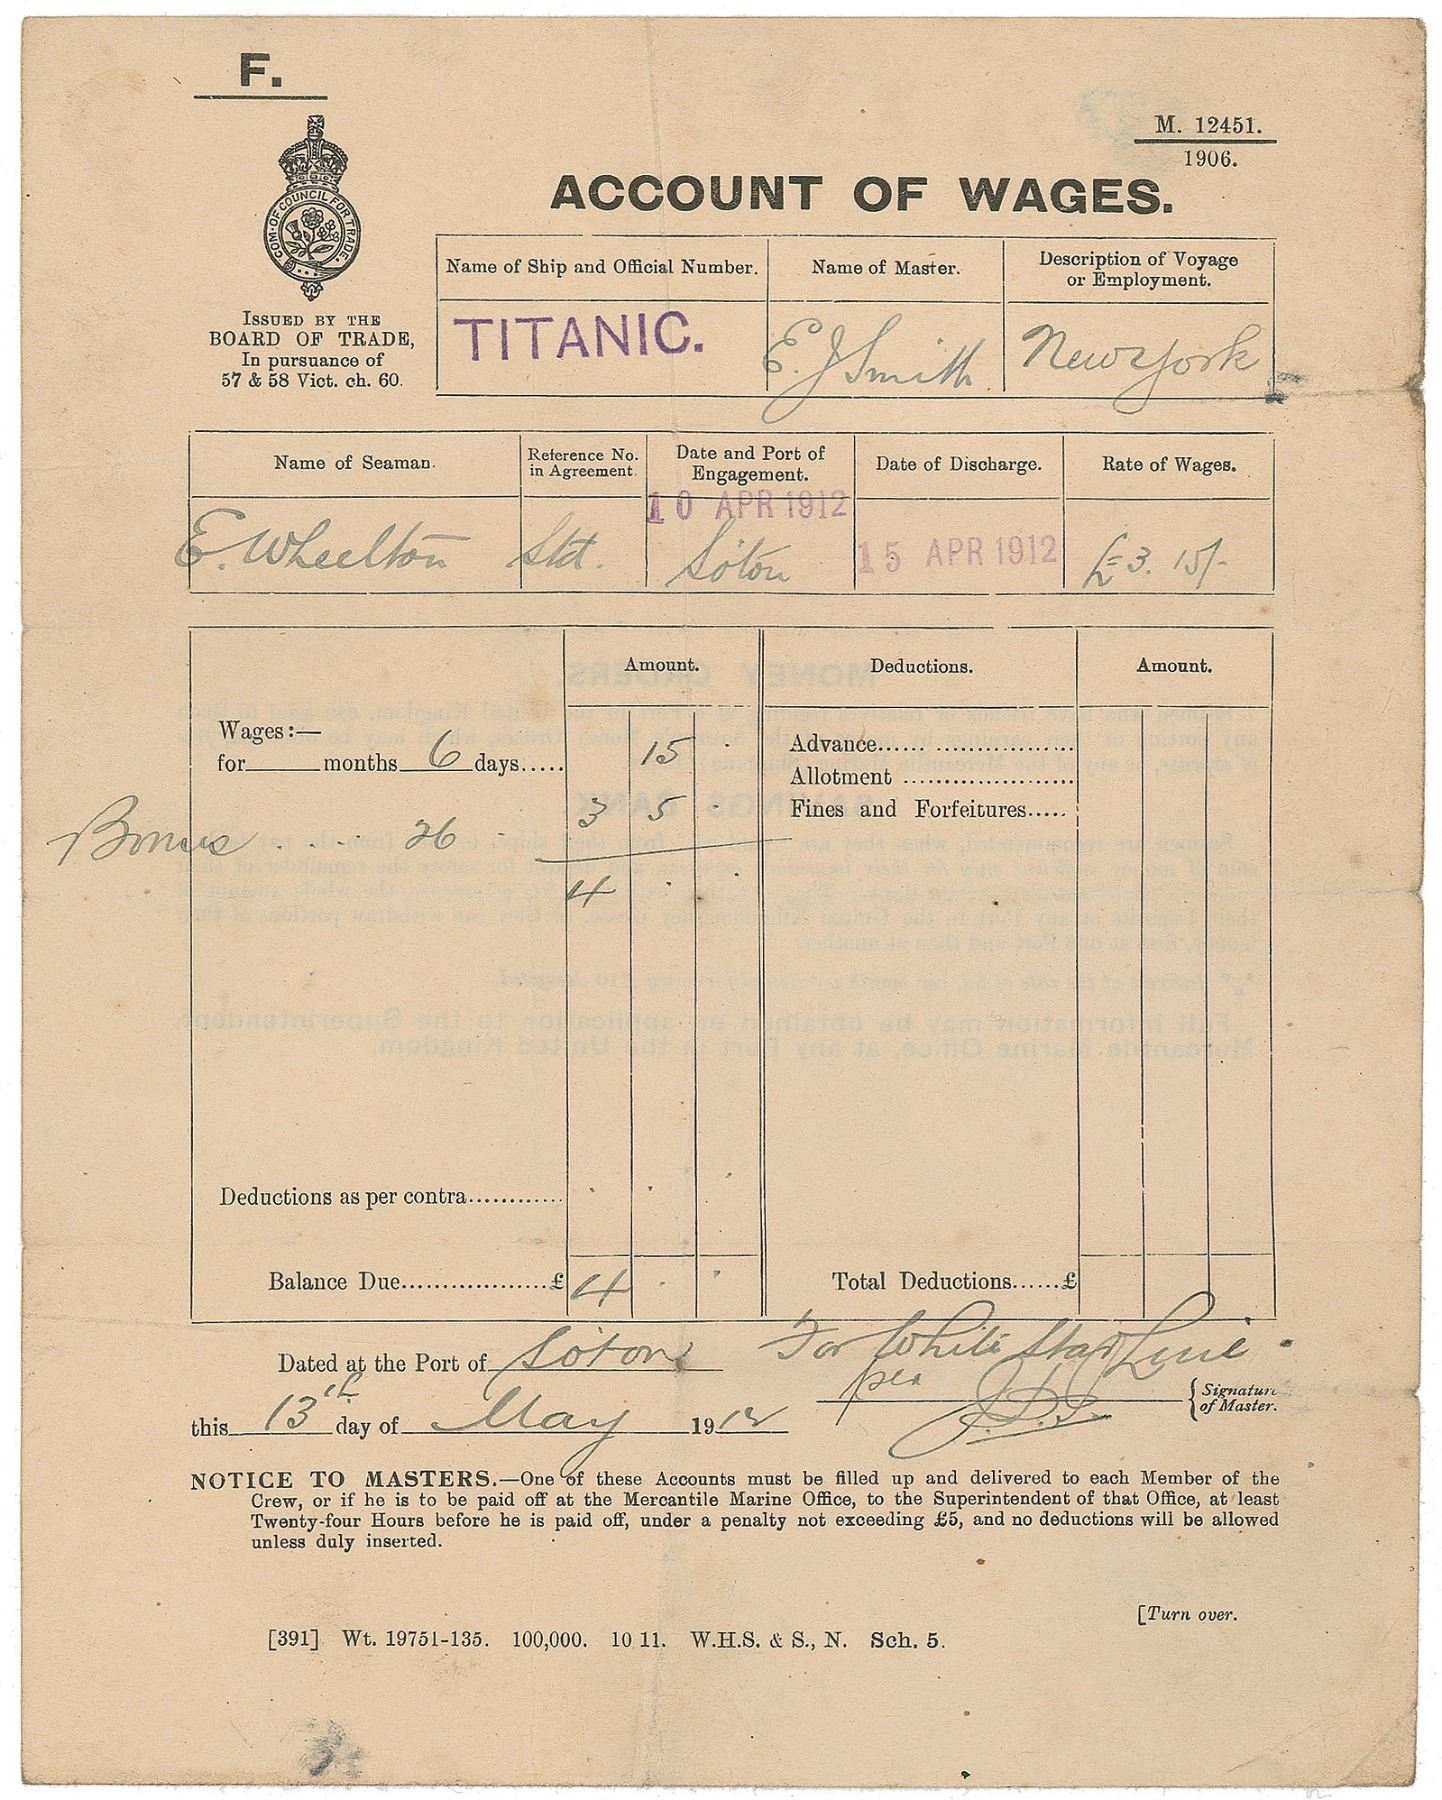 F.
M. 12451.
1906.
ACCOUNT OF WAGES.
COM. OF COUNCIL FOR TRADE.
ISSUED BY THE
BOARD OF TRADE,
In pursuance of
57 & 58 Vict. ch. 60.
Name of Ship and Official Number. Name of Master. Description of Voyage or Employment.
TITANIC. E. J Smith New York
Name of Seaman. Reference No. in Agreement. Date and Port of Engagement. Date of Discharge. Rate of Wages.
10 APR 1912
E. Wheelton Std. Soton 15 APR 1912 £3. 15/-
Amount. Deductions. Amount.
Wages:—
for months 6 days..... 15 .
Bonus . 26 . 3 5 .
4 . .
Advance...... .................
Allotment .....................
Fines and Forfeitures.....
Deductions as per contra............ . . .
Balance Due..................£ 4 . .
Total Deductions......£
Dated at the Port of Soton
this 13th day of May 1912
For White Star Line
per
Signature
of Master.
NOTICE TO MASTERS.—One of these Accounts must be filled up and delivered to each Member of the
Crew, or if he is to be paid off at the Mercantile Marine Office, to the Superintendent of that Office, at least
Twenty-four Hours before he is paid off, under a penalty not exceeding £5, and no deductions will be allowed
unless duly inserted.
[Turn over.
[391] Wt. 19751-135. 100,000. 10 11. W.H.S. & S., N. Sch. 5.